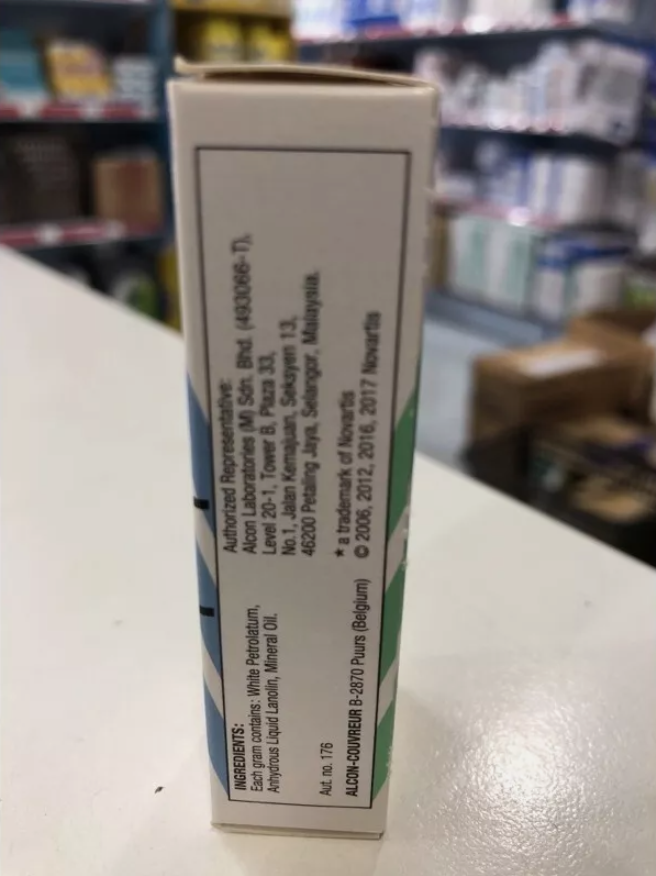 INGREDIENTS:
Each gram contains: White Petrolatum,
Anhydrous Liquid Lanolin, Mineral Oil.
Aut. no. 176
ALCON-COUVREUR B-2870 Puurs (Belgium)
Authorized Representative:
Alcon Laboratories (M) Sdn. Bhd. (493066-T),
Level 20-1, Tower B, Plaza 33,
No.1, Jalan Kemajuan, Seksyen 13,
46200 Petaling Jaya, Selangor, Malaysia.
* a trademark of Novartis
© 2006, 2012, 2016, 2017 Novartis